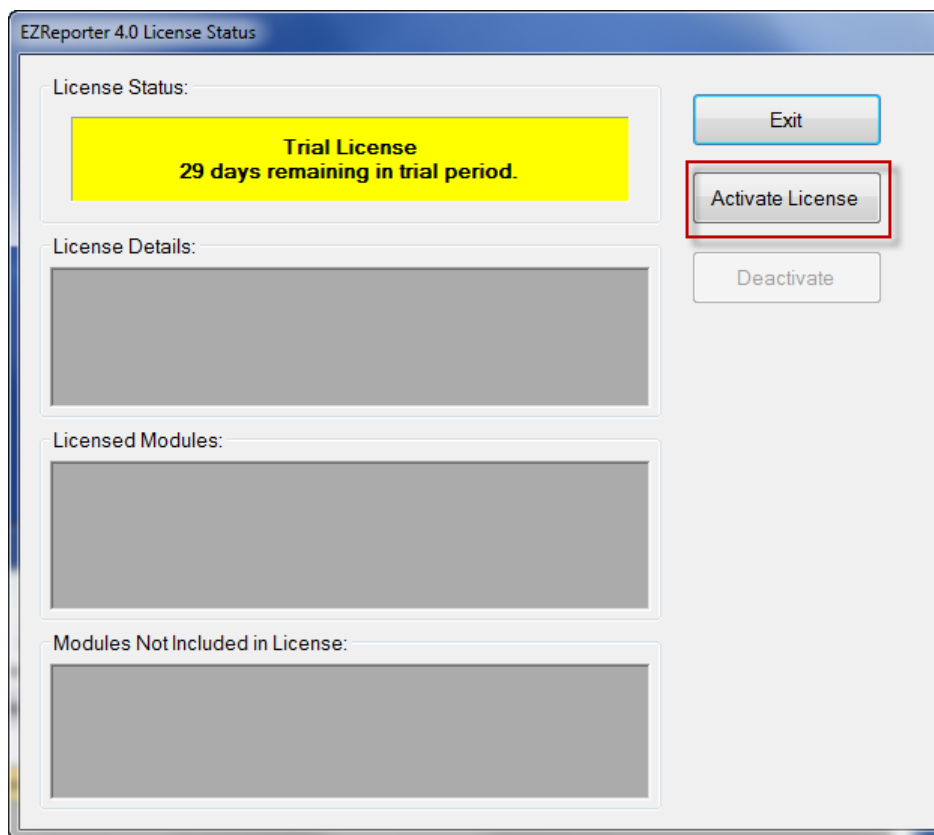 EZReporter 4.0 License Status
License Status:
Trial License
29 days remaining in trial period.
Exit
Activate License
Deactivate
License Details:
Licensed Modules:
Modules Not Included in License: